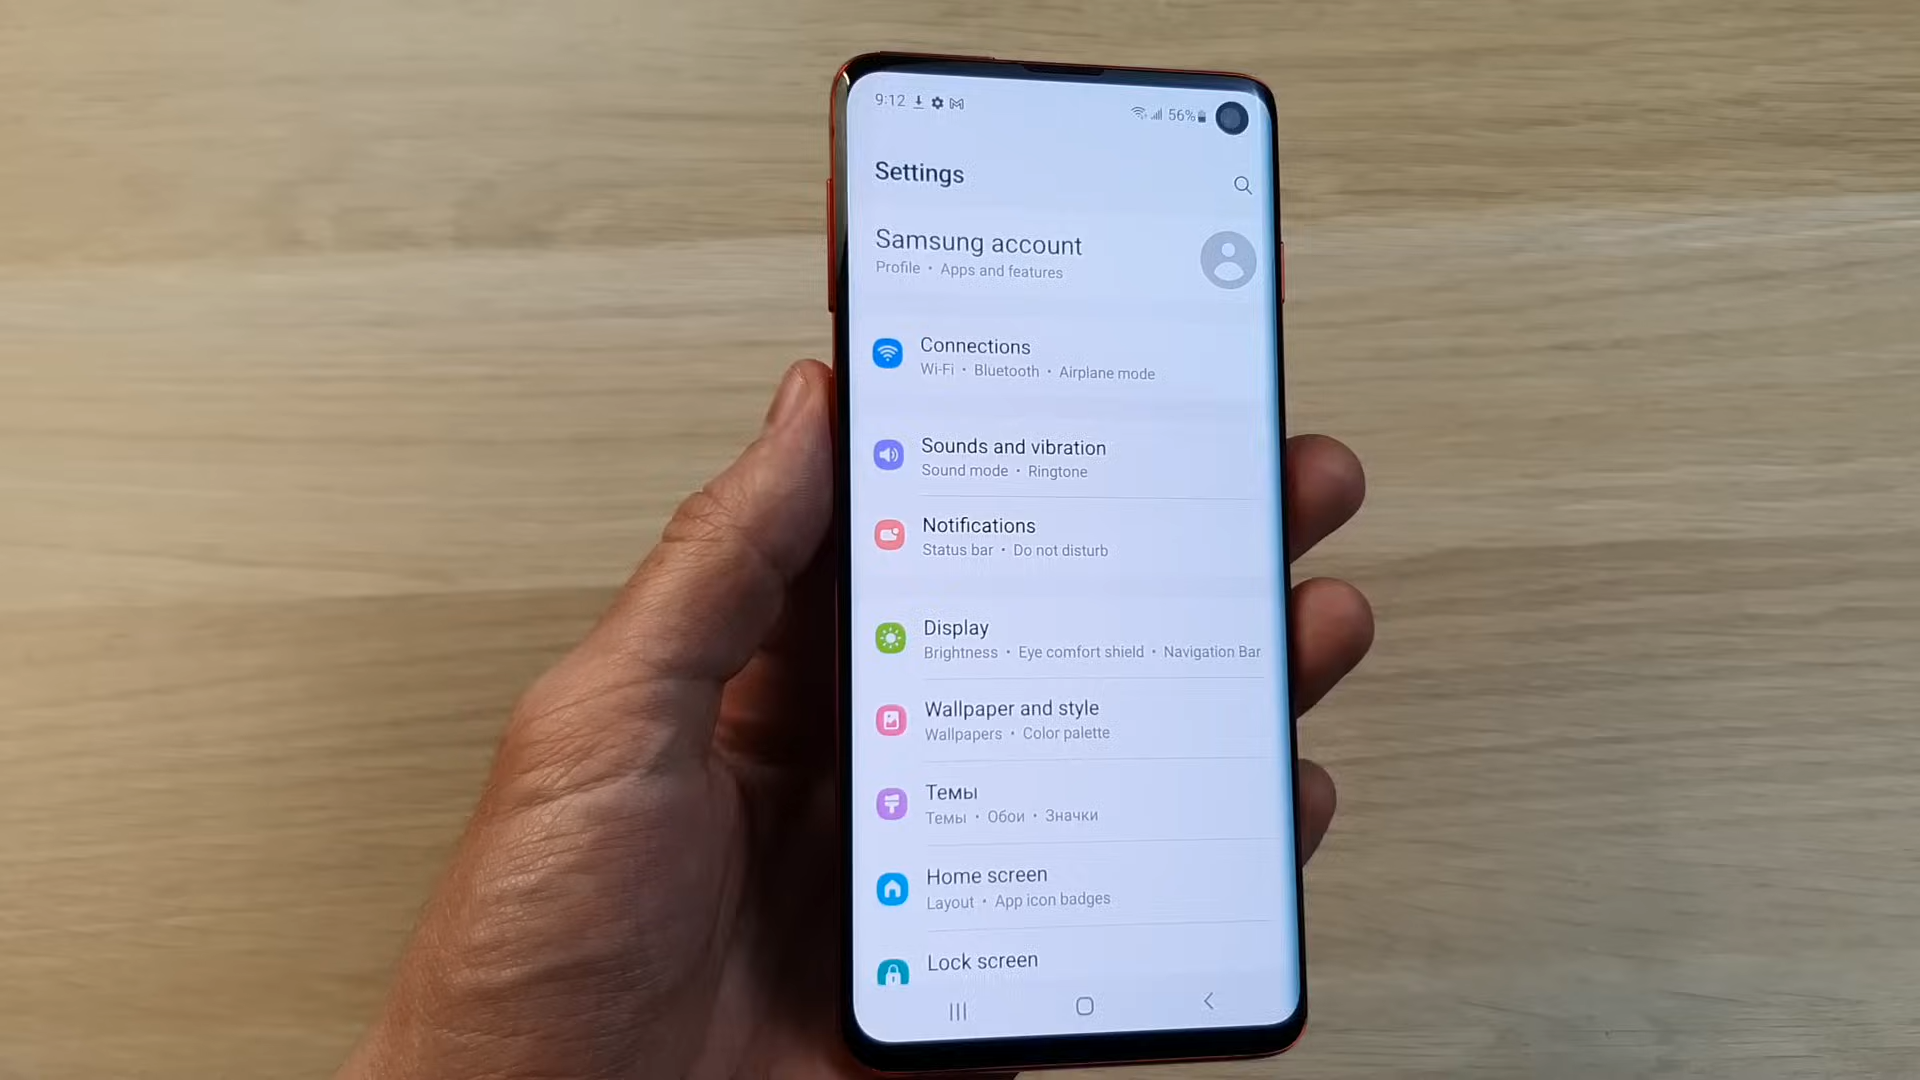 9:12
56%
Settings
Samsung account
Profile • Apps and features
Connections
Wi-Fi • Bluetooth • Airplane mode
Sounds and vibration
Sound mode • Ringtone
Notifications
Status bar • Do not disturb
Display
Brightness • Eye comfort shield • Navigation Bar
Wallpaper and style
Wallpapers • Color palette
Темы
Темы • Обои • Значки
Home screen
Layout • App icon badges
Lock screen